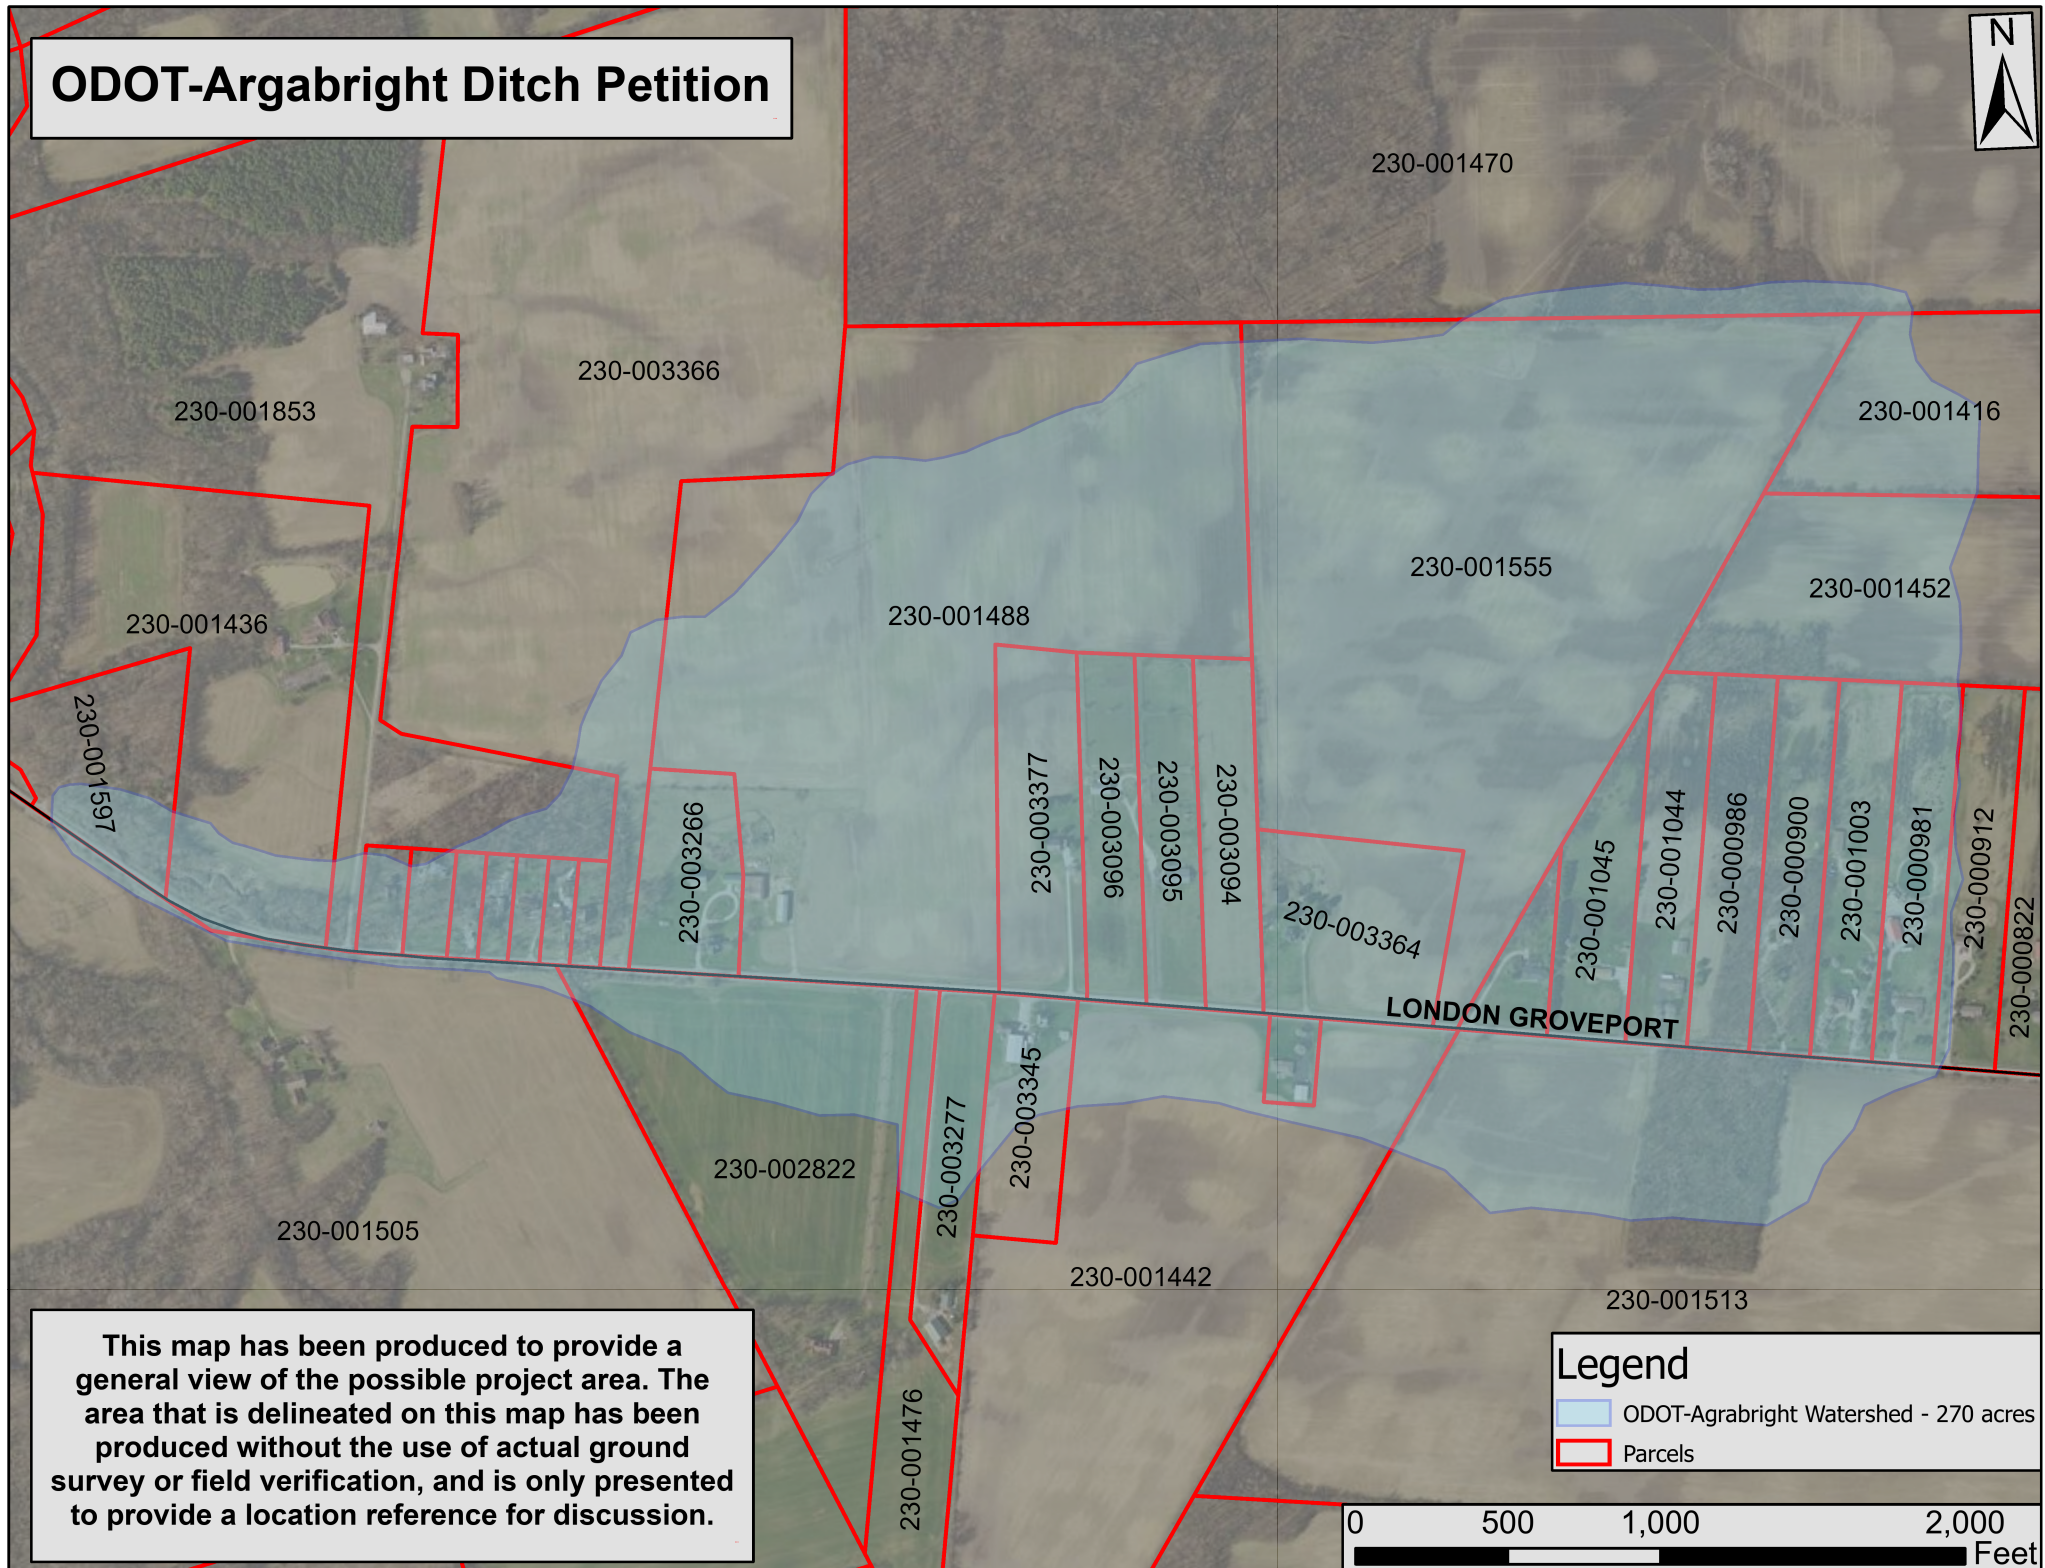 ODOT-Argabright Ditch Petition
N
230-001470
230-003366
230-001853
230-001416
230-001555
230-001452
230-001488
230-001436
230-001597
230-003266
230-003377
230-003096
230-003095
230-003094
230-003364
230-001045
230-001044
230-000986
230-000900
230-001003
230-000981
230-000912
230-000822
LONDON GROVEPORT
230-003345
230-003277
230-002822
230-001505
230-001442
230-001513
230-001476
This map has been produced to provide a
general view of the possible project area. The
area that is delineated on this map has been
produced without the use of actual ground
survey or field verification, and is only presented
to provide a location reference for discussion.
Legend
ODOT-Agrabright Watershed - 270 acres
Parcels
0 500 1,000 2,000
Feet